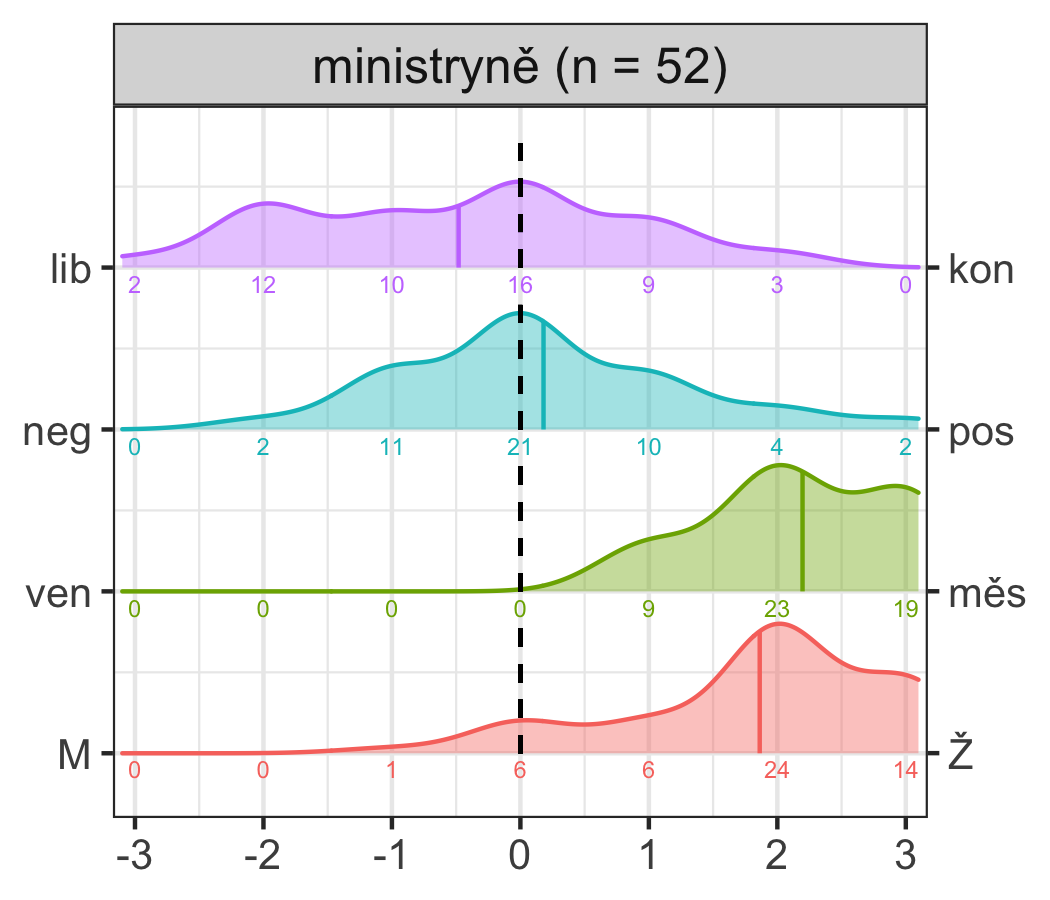 ministryně (n = 52)
lib kon
2 12 10 16 9 3 0
neg pos
0 2 11 21 10 4 2
ven měs
0 0 0 0 9 23 19
M Ž
0 0 1 6 6 24 14
-3 -2 -1 0 1 2 3